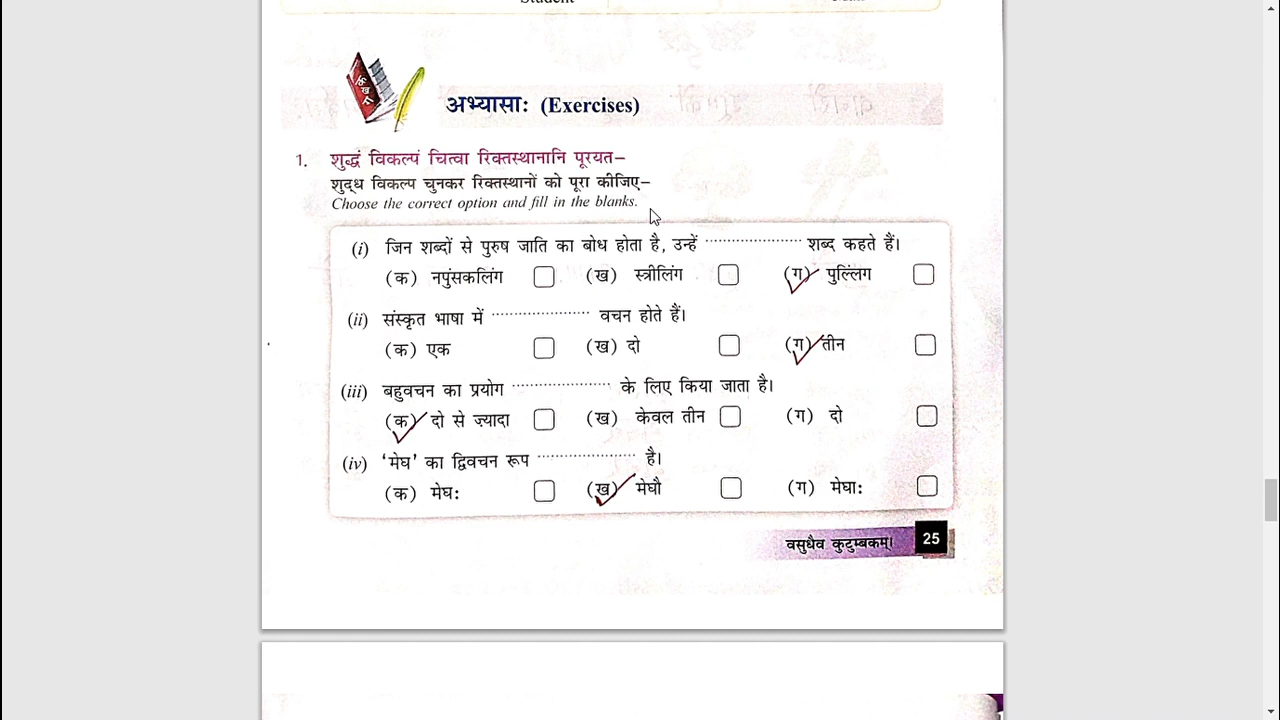 Student
अभ्यासाः (Exercises)
1. शुद्धं विकल्पं चित्वा रिक्तस्थानानि पूरयत–
शुद्ध विकल्प चुनकर रिक्तस्थानों को पूरा कीजिए–
Choose the correct option and fill in the blanks.
(i) जिन शब्दों से पुरुष जाति का बोध होता है, उन्हें .................... शब्द कहते हैं।
(क) नपुंसकलिंग (ख) स्त्रीलिंग (ग) पुल्लिंग
(ii) संस्कृत भाषा में .................... वचन होते हैं।
(क) एक (ख) दो (ग) तीन
(iii) बहुवचन का प्रयोग .................... के लिए किया जाता है।
(क) दो से ज़्यादा (ख) केवल तीन (ग) दो
(iv) ‘मेघ’ का द्विवचन रूप .................... है।
(क) मेघः (ख) मेघौ (ग) मेघाः
वसुधैव कुटुम्बकम्। 25